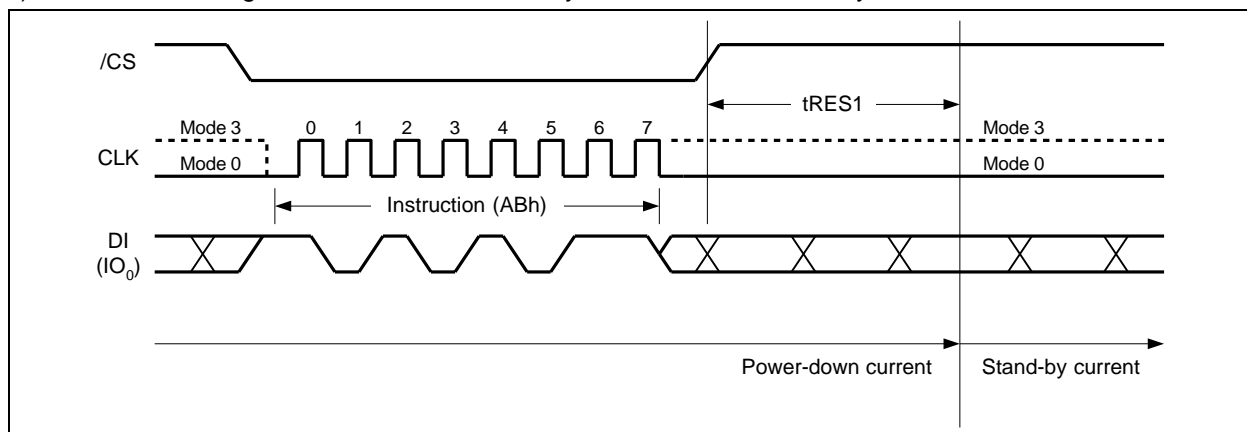 /CS
tRES1
Mode 3 0 1 2 3 4 5 6 7 Mode 3
CLK
Mode 0 Mode 0
Instruction (ABh)
DI
(IO0)
Power-down current Stand-by current